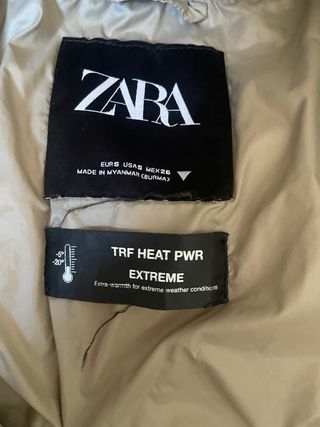 ZARA
EUR S USA S MEX 26
MADE IN MYANMAR (BURMA)
-5°
-20°
TRF HEAT PWR
EXTREME
Extra-warmth for extreme weather conditions